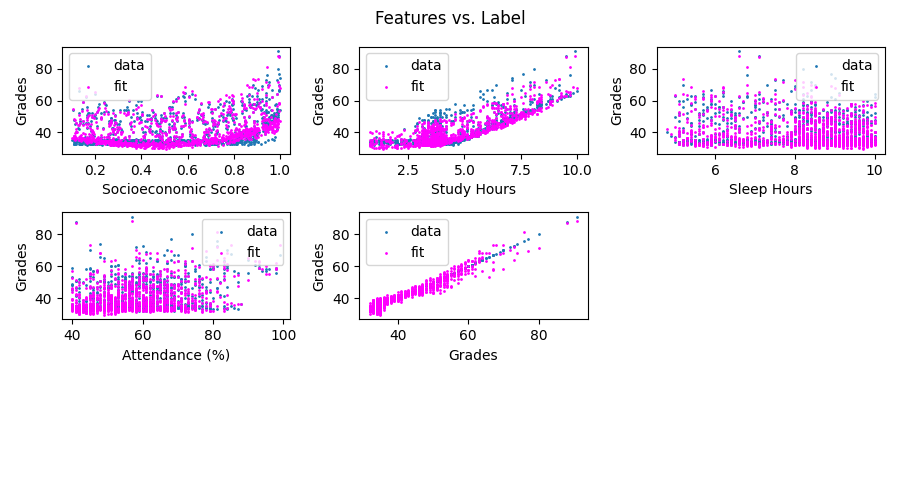 Features vs. Label
data
fit
Grades
80
60
40
0.2 0.4 0.6 0.8 1.0
Socioeconomic Score
data
fit
Grades
80
60
40
2.5 5.0 7.5 10.0
Study Hours
data
fit
Grades
80
60
40
6 8 10
Sleep Hours
data
fit
Grades
80
60
40
40 60 80 100
Attendance (%)
data
fit
Grades
80
60
40
40 60 80
Grades